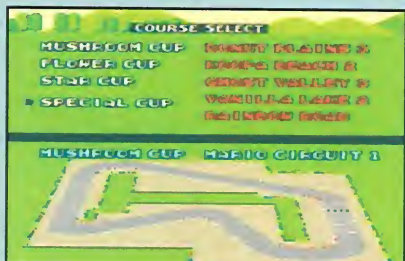 COURSE SELECT
MUSHROOM CUP DONUT PLAINS 3
FLOWER CUP KOOPA BEACH 2
STAR CUP GHOST VALLEY 3
SPECIAL CUP VANILLA LAKE 2
RAINBOW ROAD
MUSHROOM CUP MARIO CIRCUIT 1